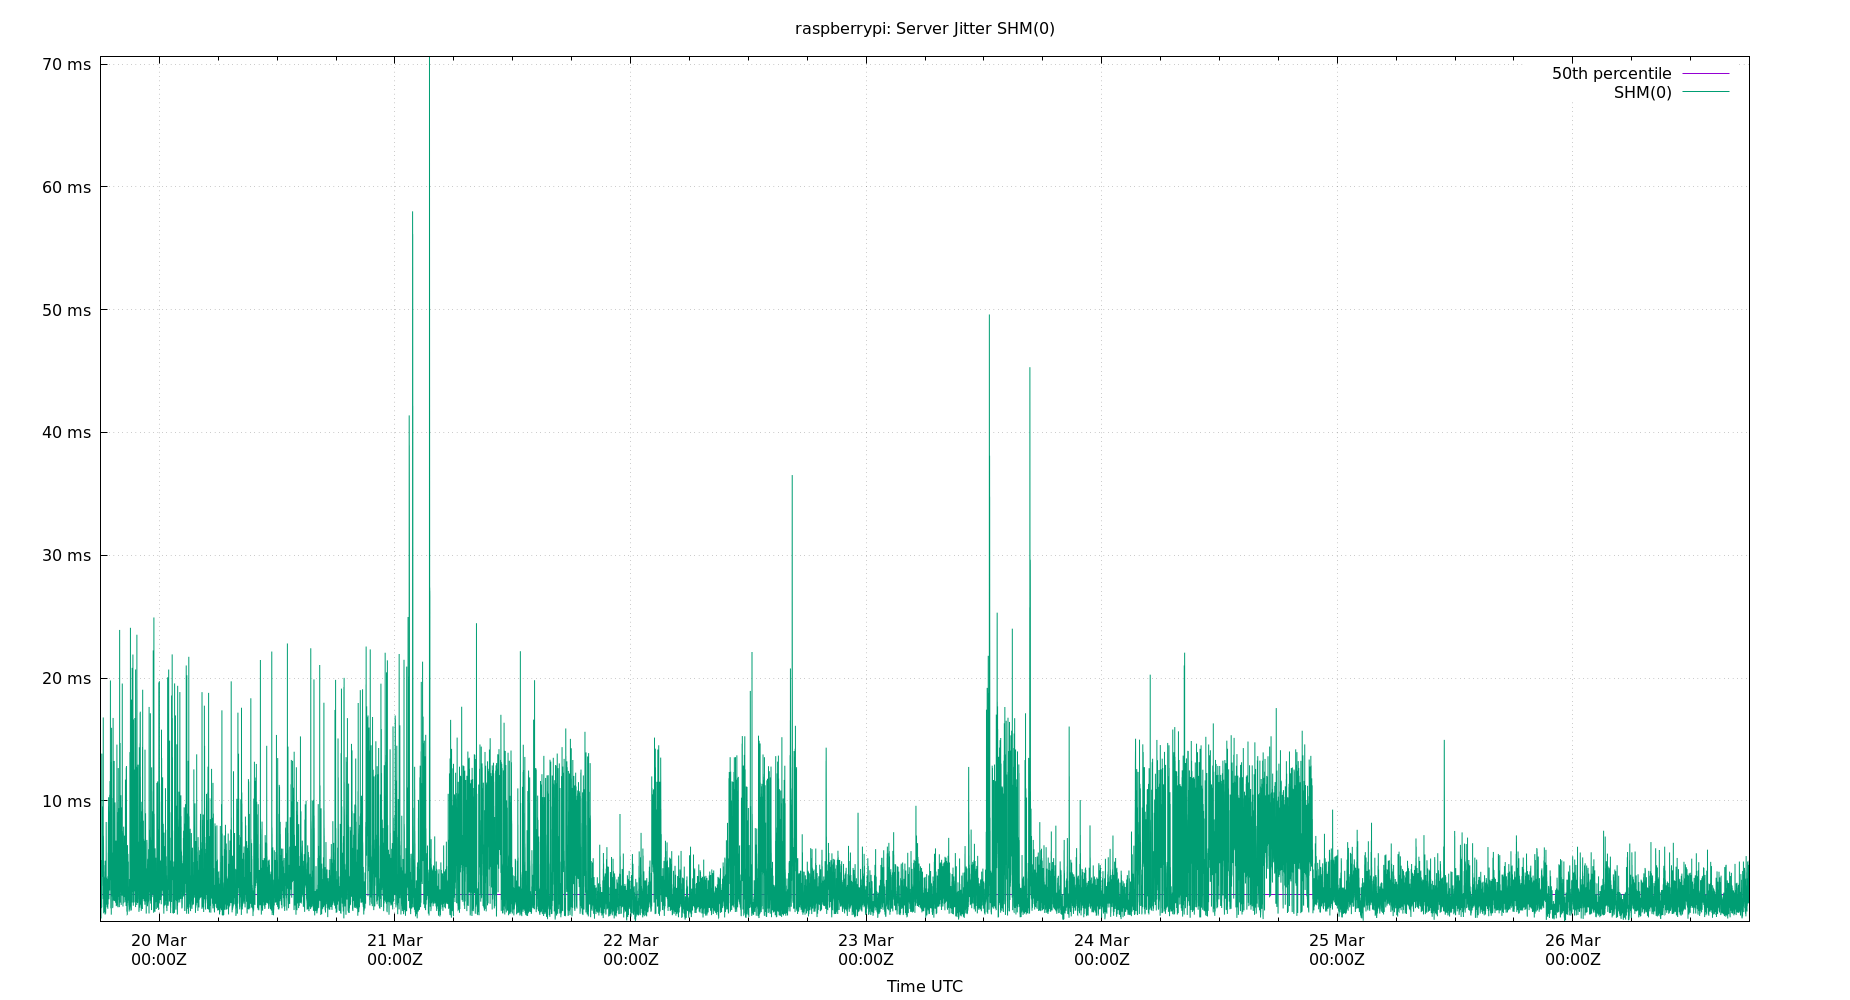 raspberrypi: Server Jitter SHM(0)
70 ms
60 ms
50 ms
40 ms
30 ms
20 ms
10 ms
50th percentile
SHM(0)
20 Mar
00:00Z
21 Mar
00:00Z
22 Mar
00:00Z
23 Mar
00:00Z
24 Mar
00:00Z
25 Mar
00:00Z
26 Mar
00:00Z
Time UTC